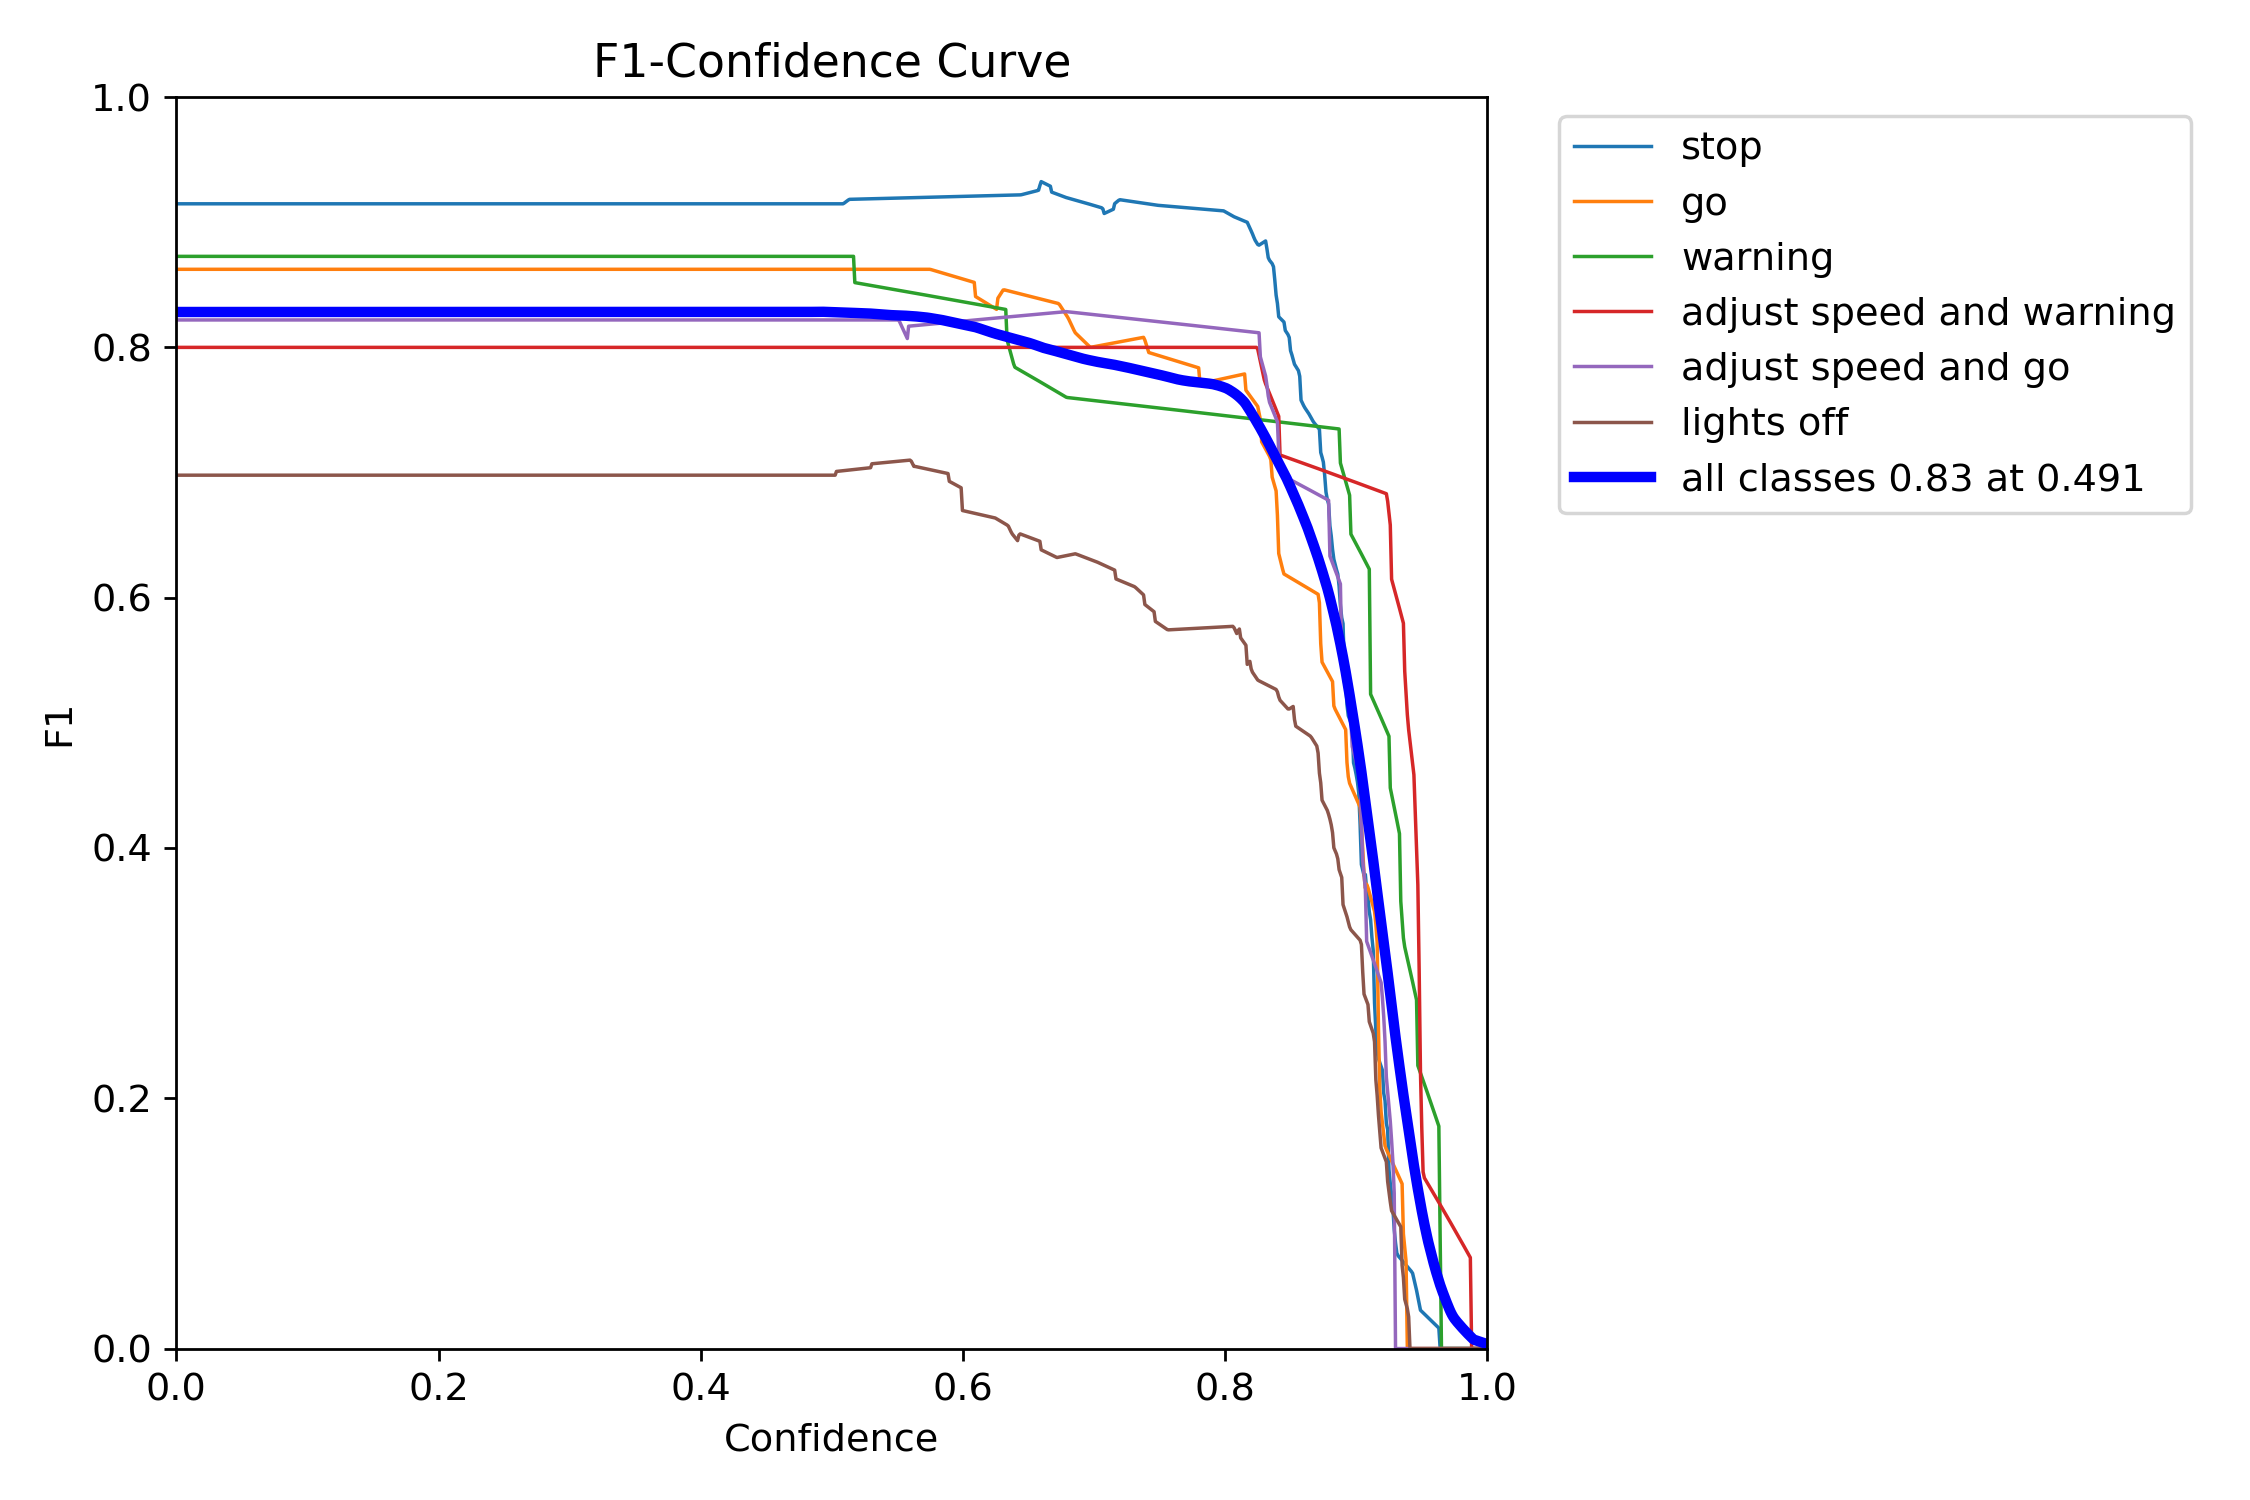 F1-Confidence Curve
1.0
0.8
0.6
0.4
0.2
0.0
F1
0.0 0.2 0.4 0.6 0.8 1.0
Confidence
stop
go
warning
adjust speed and warning
adjust speed and go
lights off
all classes 0.83 at 0.491